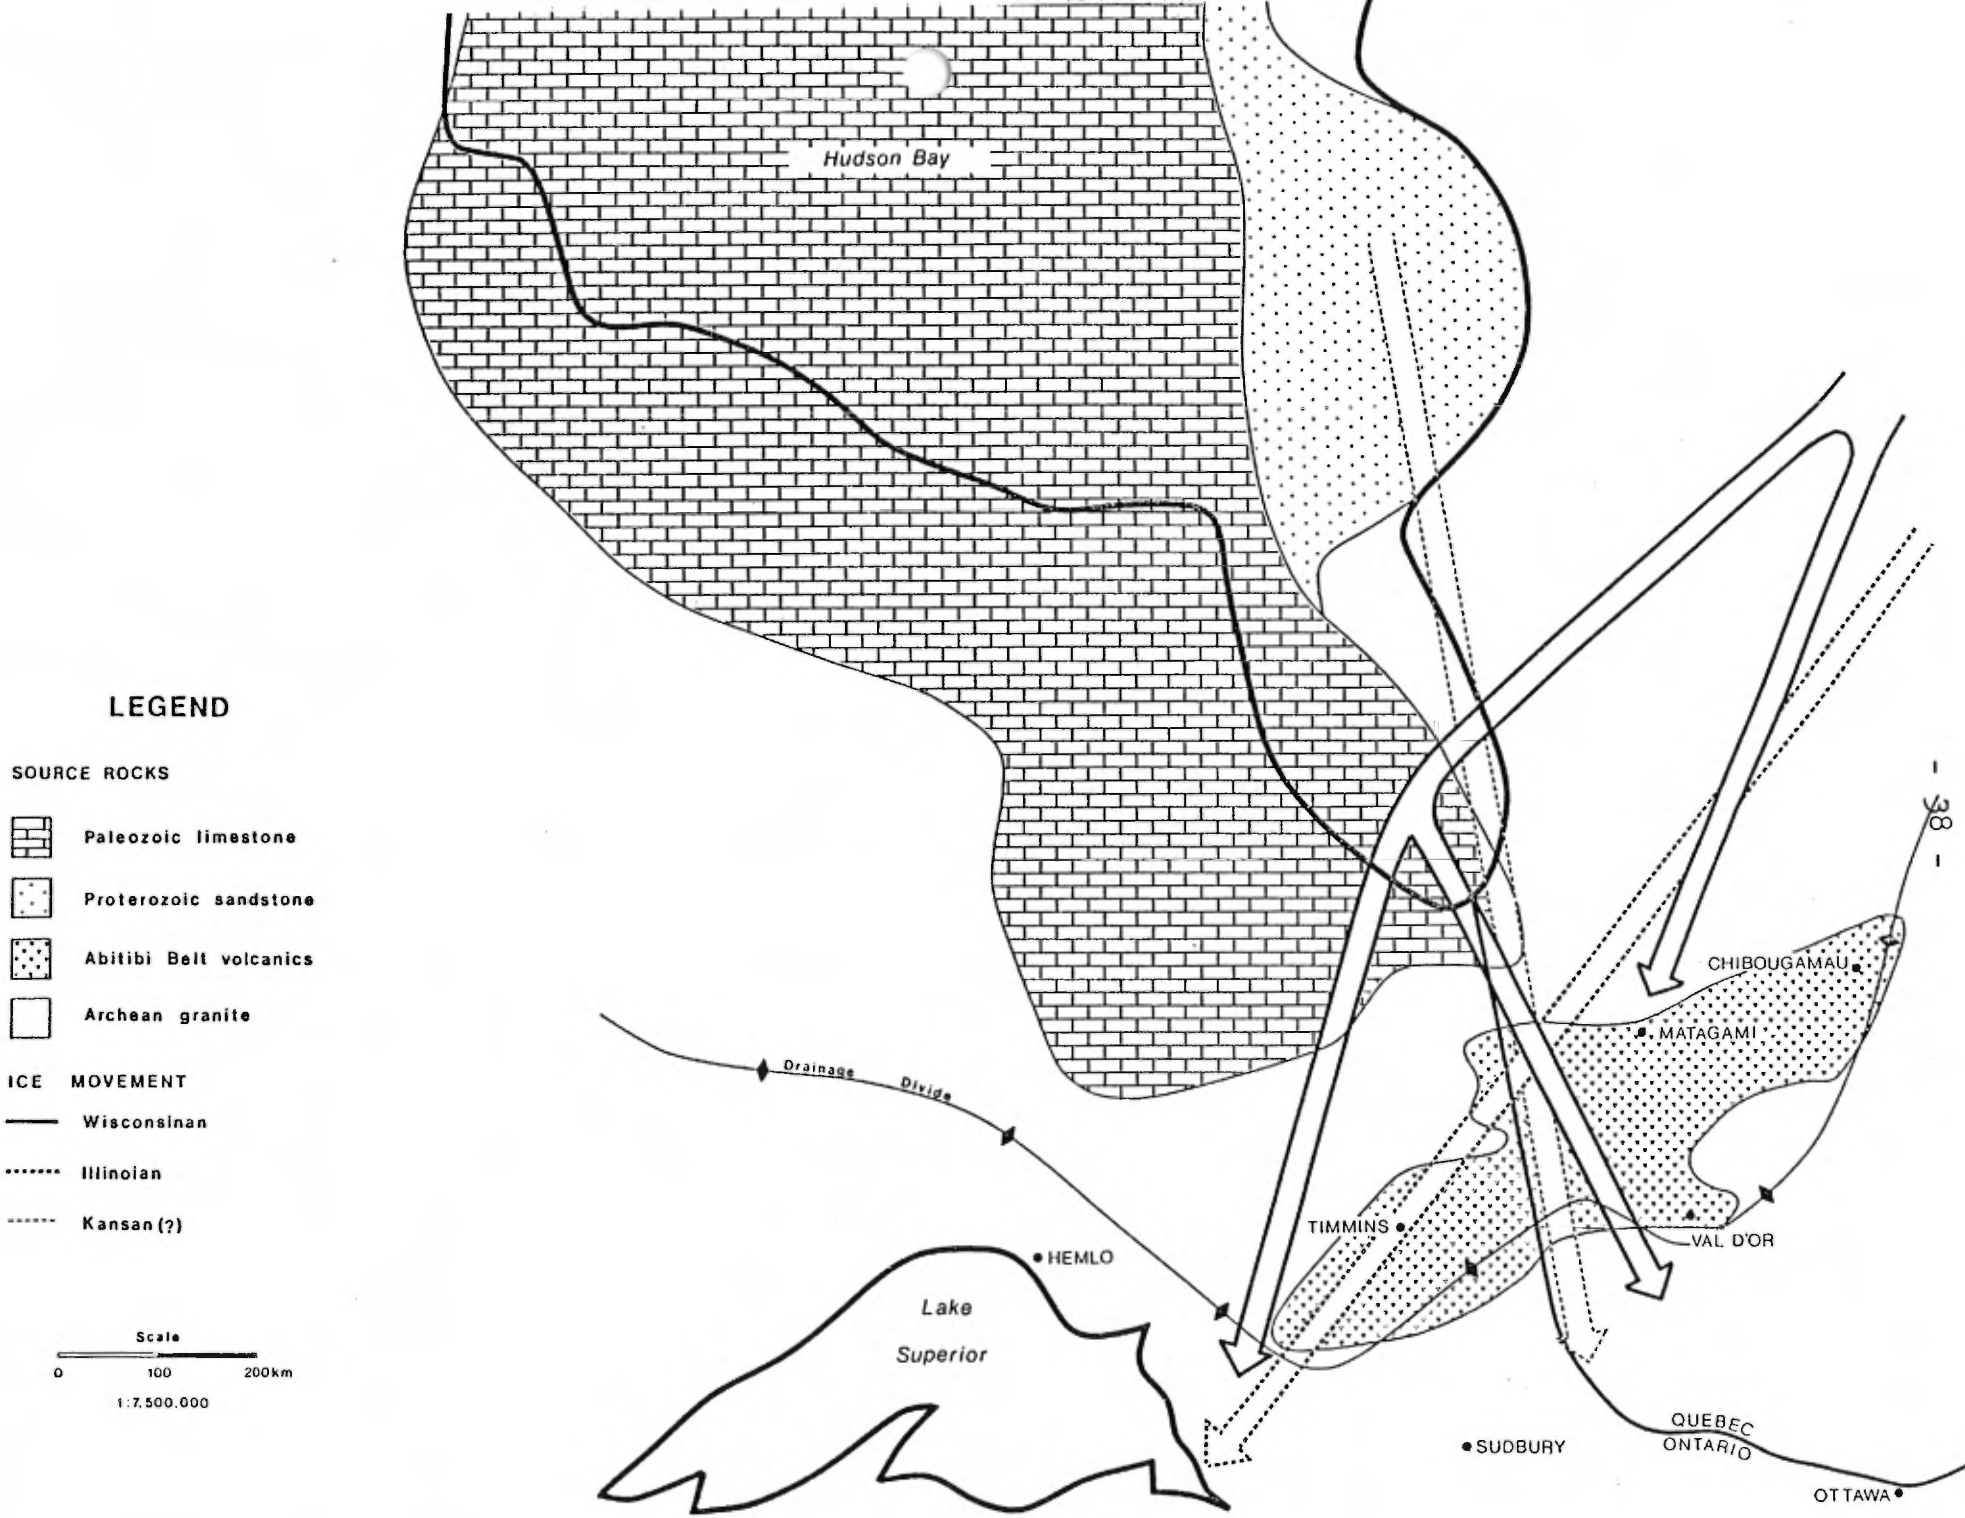 Hudson Bay
LEGEND
SOURCE ROCKS
Paleozoic limestone
Proterozoic sandstone
Abitibi Belt volcanics
Archean granite
ICE MOVEMENT
Wisconsinan
Illinoian
Kansan (?)
Scale
0 100 200km
1:7,500,000
- 38 -
CHIBOUGAMAU
MATAGAMI
Drainage Divide
TIMMINS
VAL D'OR
HEMLO
Lake
Superior
QUEBEC
ONTARIO
SUDBURY
OTTAWA